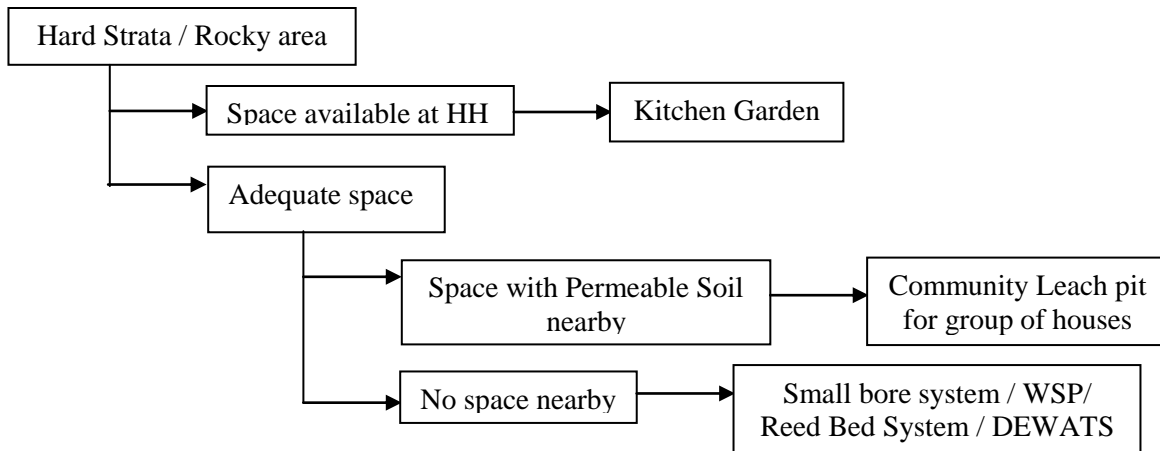 Hard Strata / Rocky area
Space available at HH
Kitchen Garden
Adequate space
Space with Permeable Soil
nearby
Community Leach pit
for group of houses
No space nearby
Small bore system / WSP/
Reed Bed System / DEWATS